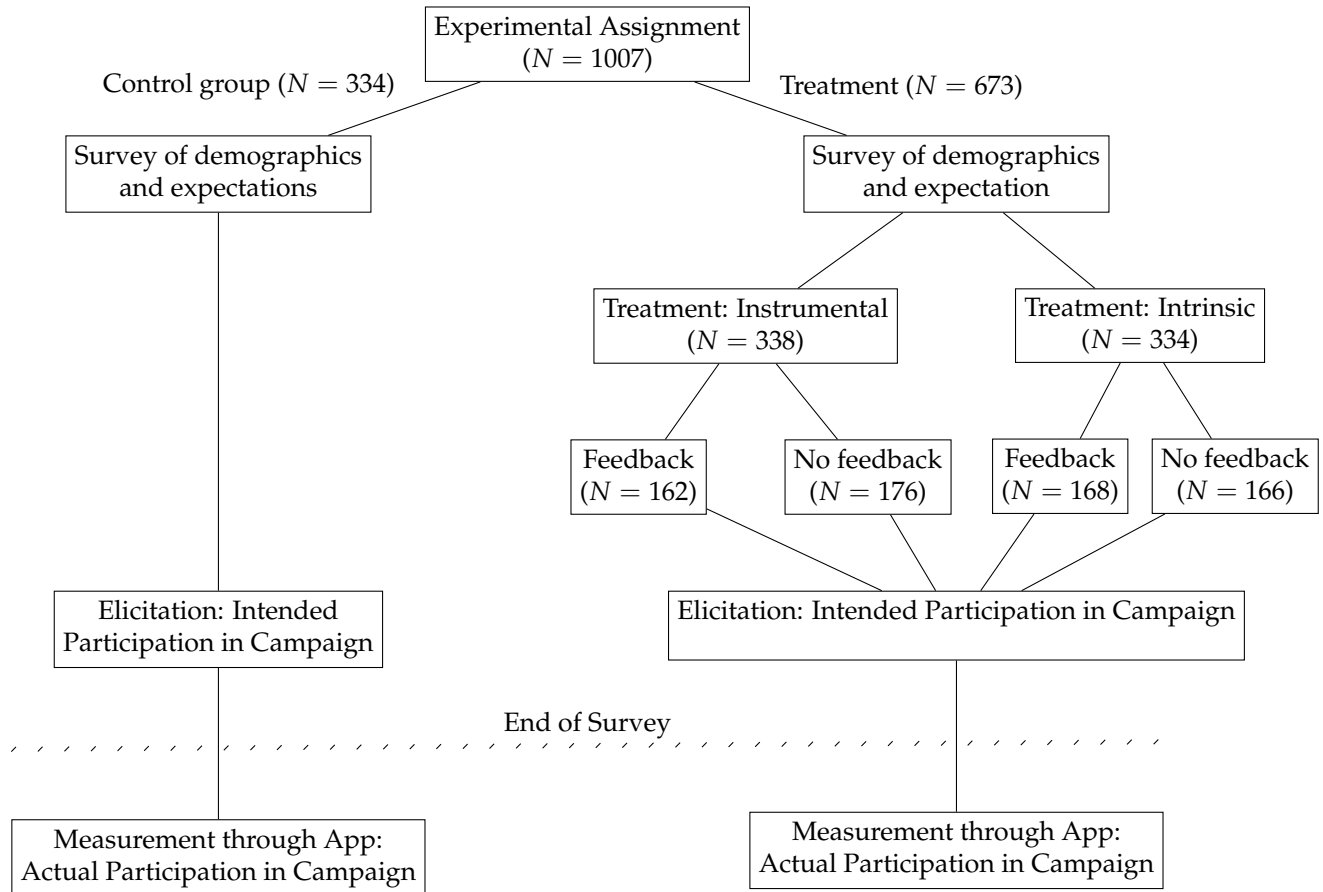 Experimental Assignment
(N = 1007)
Control group (N = 334)
Treatment (N = 673)
Survey of demographics
and expectations
Survey of demographics
and expectation
Treatment: Instrumental
(N = 338)
Treatment: Intrinsic
(N = 334)
Feedback
(N = 162)
No feedback
(N = 176)
Feedback
(N = 168)
No feedback
(N = 166)
Elicitation: Intended
Participation in Campaign
Elicitation: Intended Participation in Campaign
End of Survey
Measurement through App:
Actual Participation in Campaign
Measurement through App:
Actual Participation in Campaign